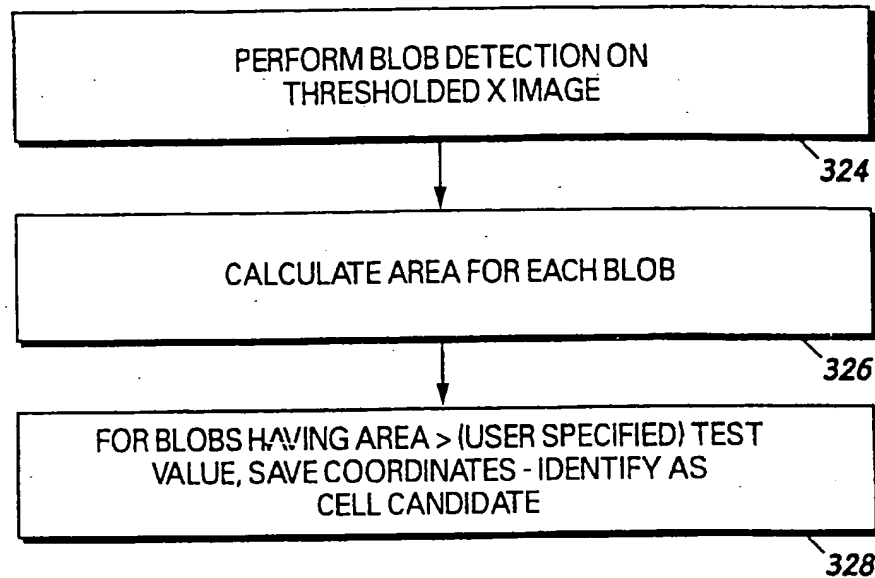 PERFORM BLOB DETECTION ON
THRESHOLDED X IMAGE
324
CALCULATE AREA FOR EACH BLOB
326
FOR BLOBS HAVING AREA > (USER SPECIFIED) TEST
VALUE, SAVE COORDINATES - IDENTIFY AS
CELL CANDIDATE
328